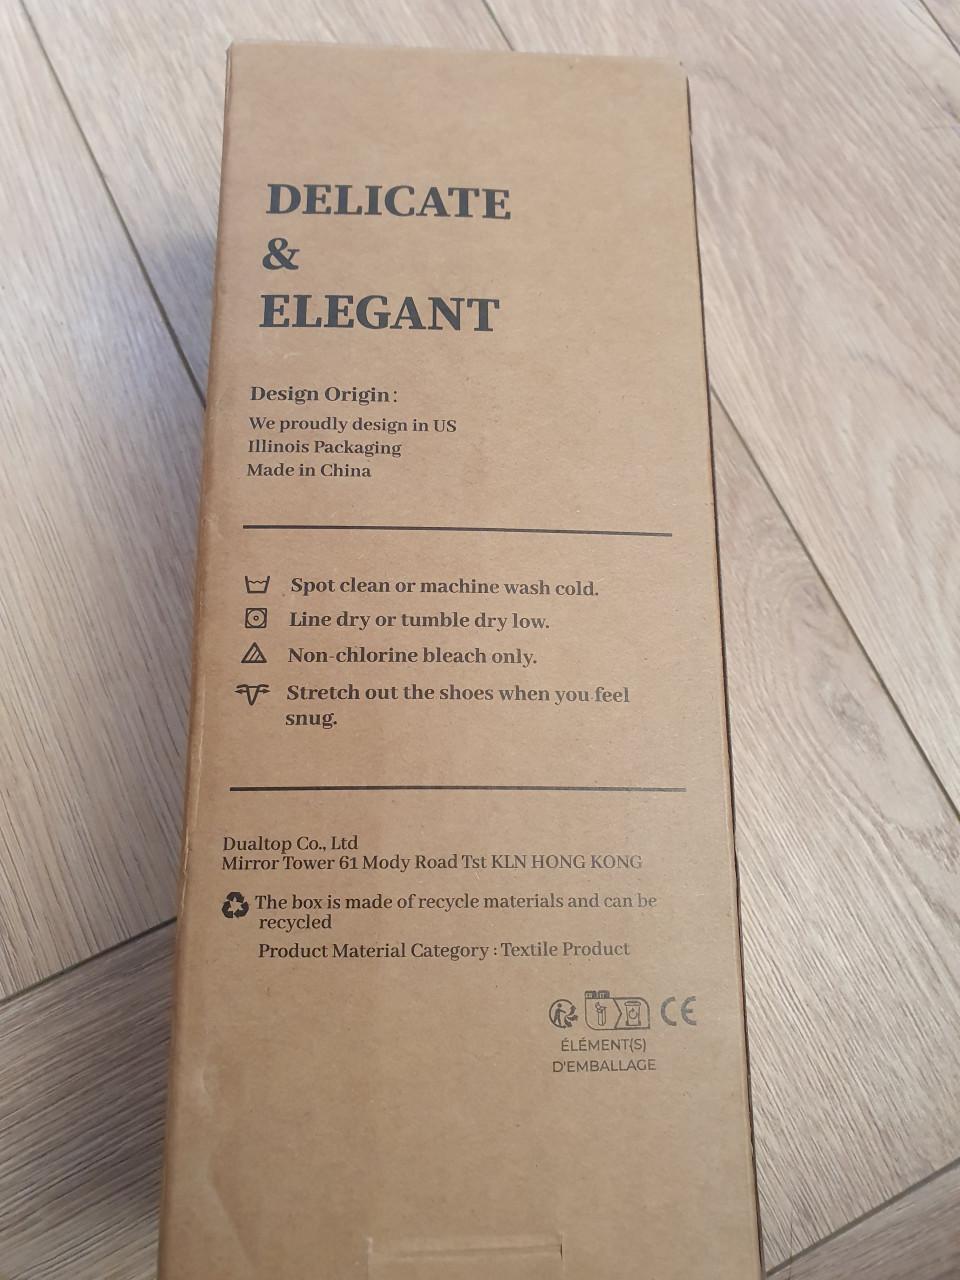 DELICATE
&
ELEGANT
Design Origin:
We proudly design in US
Illinois Packaging
Made in China
Spot clean or machine wash cold.
Line dry or tumble dry low.
Non-chlorine bleach only.
Stretch out the shoes when you feel
snug.
Dualtop Co., Ltd
Mirror Tower 61 Mody Road Tst KLN HONG KONG
The box is made of recycle materials and can be
recycled
Product Material Category : Textile Product
CE
ÉLÉMENT(S)
D'EMBALLAGE